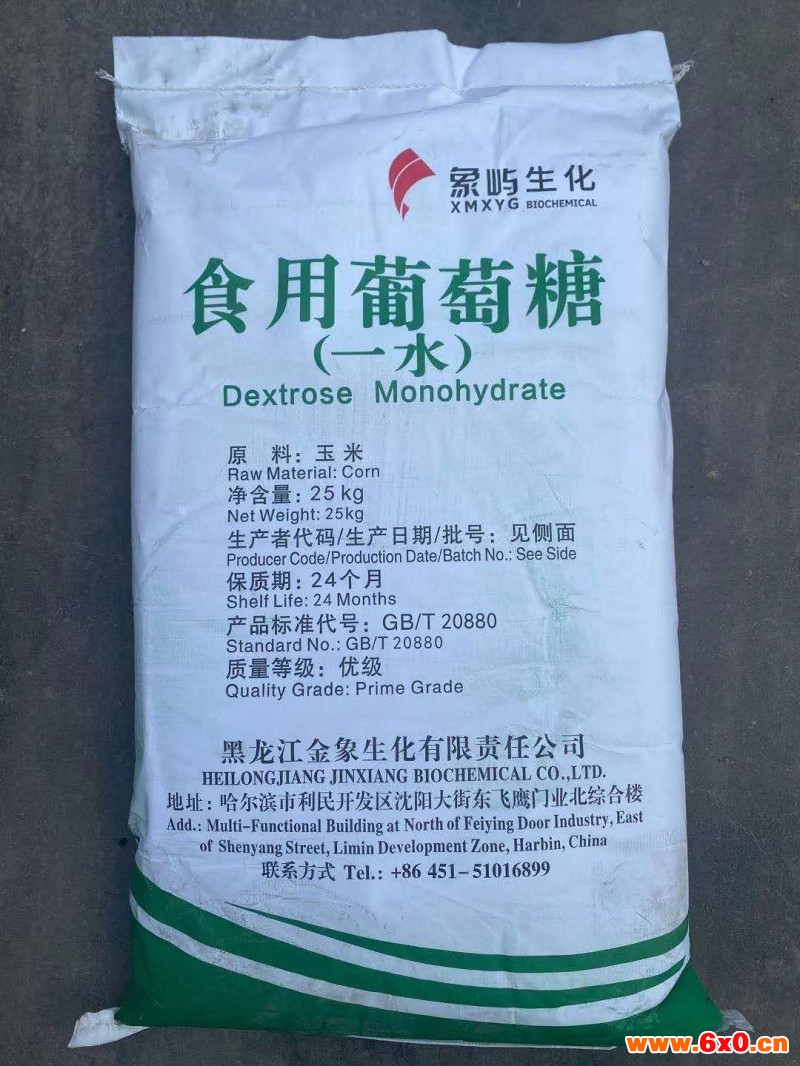 象屿生化
XMXYG BIOCHEMICAL
食用葡萄糖
(一水)
Dextrose Monohydrate
原 料：玉 米
Raw Material: Corn
净含量：25 kg
Net Weight: 25kg
生产者代码/生产日期/批号：见侧面
Producer Code/Production Date/Batch No.: See Side
保质期：24个月
Shelf Life: 24 Months
产品标准代号：GB/T 20880
Standard No.: GB/T 20880
质量等级：优级
Quality Grade: Prime Grade
黑龙江金象生化有限责任公司
HEILONGJIANG JINXIANG BIOCHEMICAL CO.,LTD.
地址：哈尔滨市利民开发区沈阳大街东飞鹰门业北综合楼
Add.: Multi-Functional Building at North of Feiying Door Industry, East
of Shenyang Street, Limin Development Zone, Harbin, China
联系方式 Tel.: +86 451-51016899
www.6x0.cn